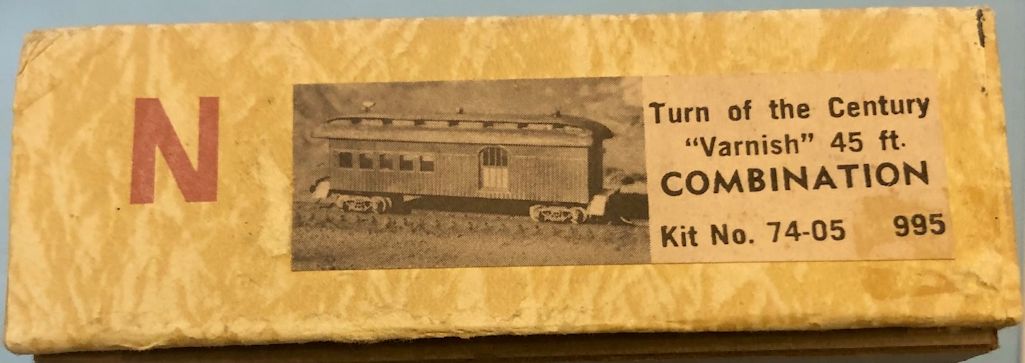 N
Turn of the Century
“Varnish” 45 ft.
COMBINATION
Kit No. 74-05 995